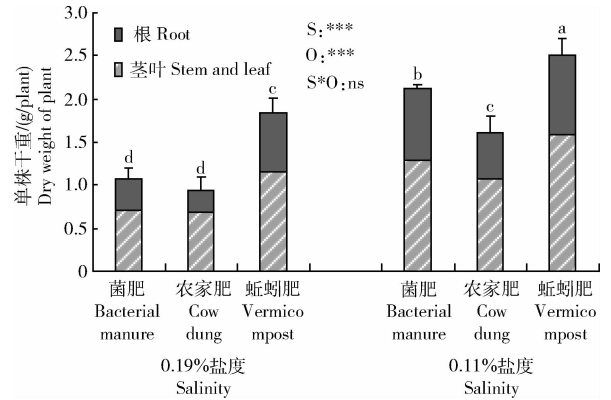 单株干重/(g/plant)
Dry weight of plant
3.0
2.5
2.0
1.5
1.0
0.5
0
根 Root
茎叶 Stem and leaf
S:***
O:***
S*O:ns
d
d
c
b
c
a
菌肥
Bacterial
manure
农家肥
Cow
dung
蚯蚓肥
Vermico
mpost
菌肥
Bacterial
manure
农家肥
Cow
dung
蚯蚓肥
Vermico
mpost
0.19%盐度
Salinity
0.11%盐度
Salinity